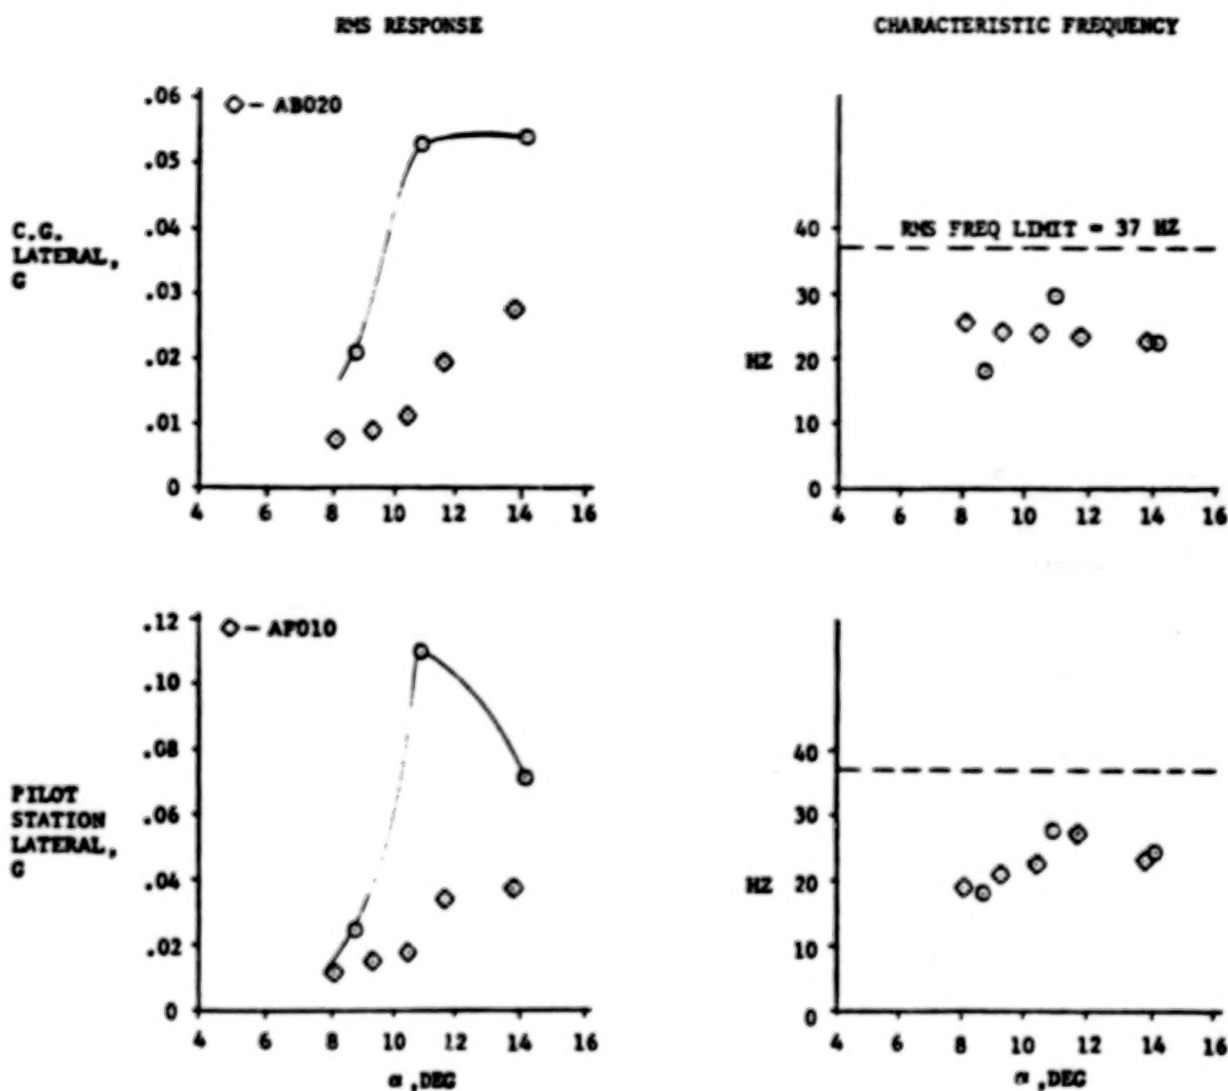 RMS RESPONSE
CHARACTERISTIC FREQUENCY
◇ - AB020
.06
.05
.04
.03
.02
.01
0
C.G.
LATERAL,
G
4 6 8 10 12 14 16
RMS FREQ LIMIT = 37 HZ
40
30
20
10
0
HZ
4 6 8 10 12 14 16
◇ - AF010
.12
.10
.08
.06
.04
.02
0
PILOT
STATION
LATERAL,
G
4 6 8 10 12 14 16
α ,DEG
40
30
20
10
0
HZ
4 6 8 10 12 14 16
α ,DEG